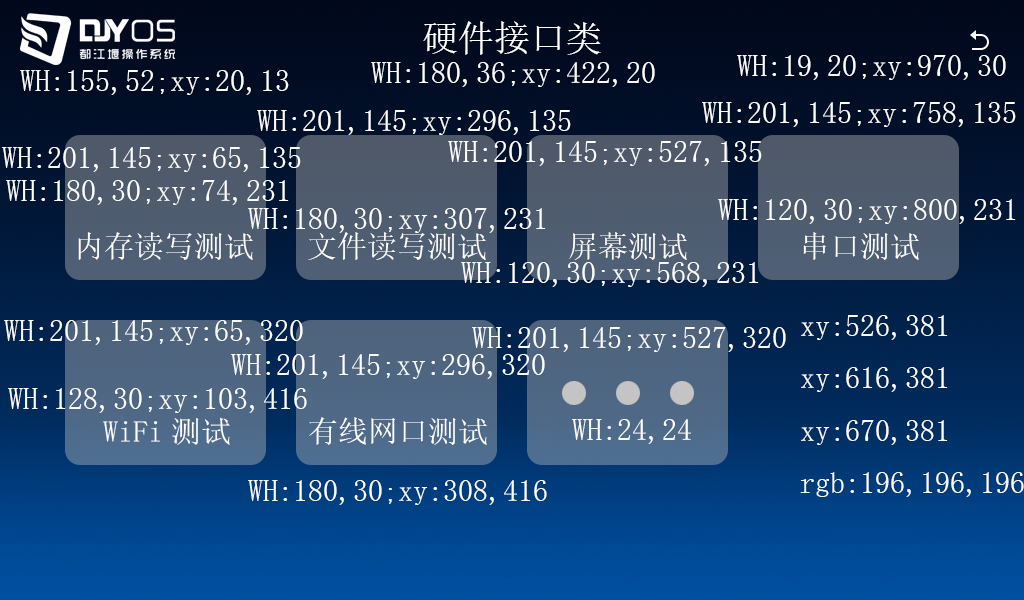 DJYOS
都江堰操作系统
硬件接口类
WH:155,52;xy:20,13
WH:180,36;xy:422,20
WH:19,20;xy:970,30
WH:201,145;xy:296,135
WH:201,145;xy:758,135
WH:201,145;xy:65,135
WH:201,145;xy:527,135
WH:180,30;xy:74,231
WH:180,30;xy:307,231
WH:120,30;xy:800,231
内存读写测试
文件读写测试
屏幕测试
串口测试
WH:120,30;xy:568,231
WH:201,145;xy:65,320
WH:201,145;xy:527,320
xy:526,381
WH:201,145;xy:296,320
xy:616,381
WH:128,30;xy:103,416
WiFi 测试
有线网口测试
WH:24,24
xy:670,381
WH:180,30;xy:308,416
rgb:196,196,196